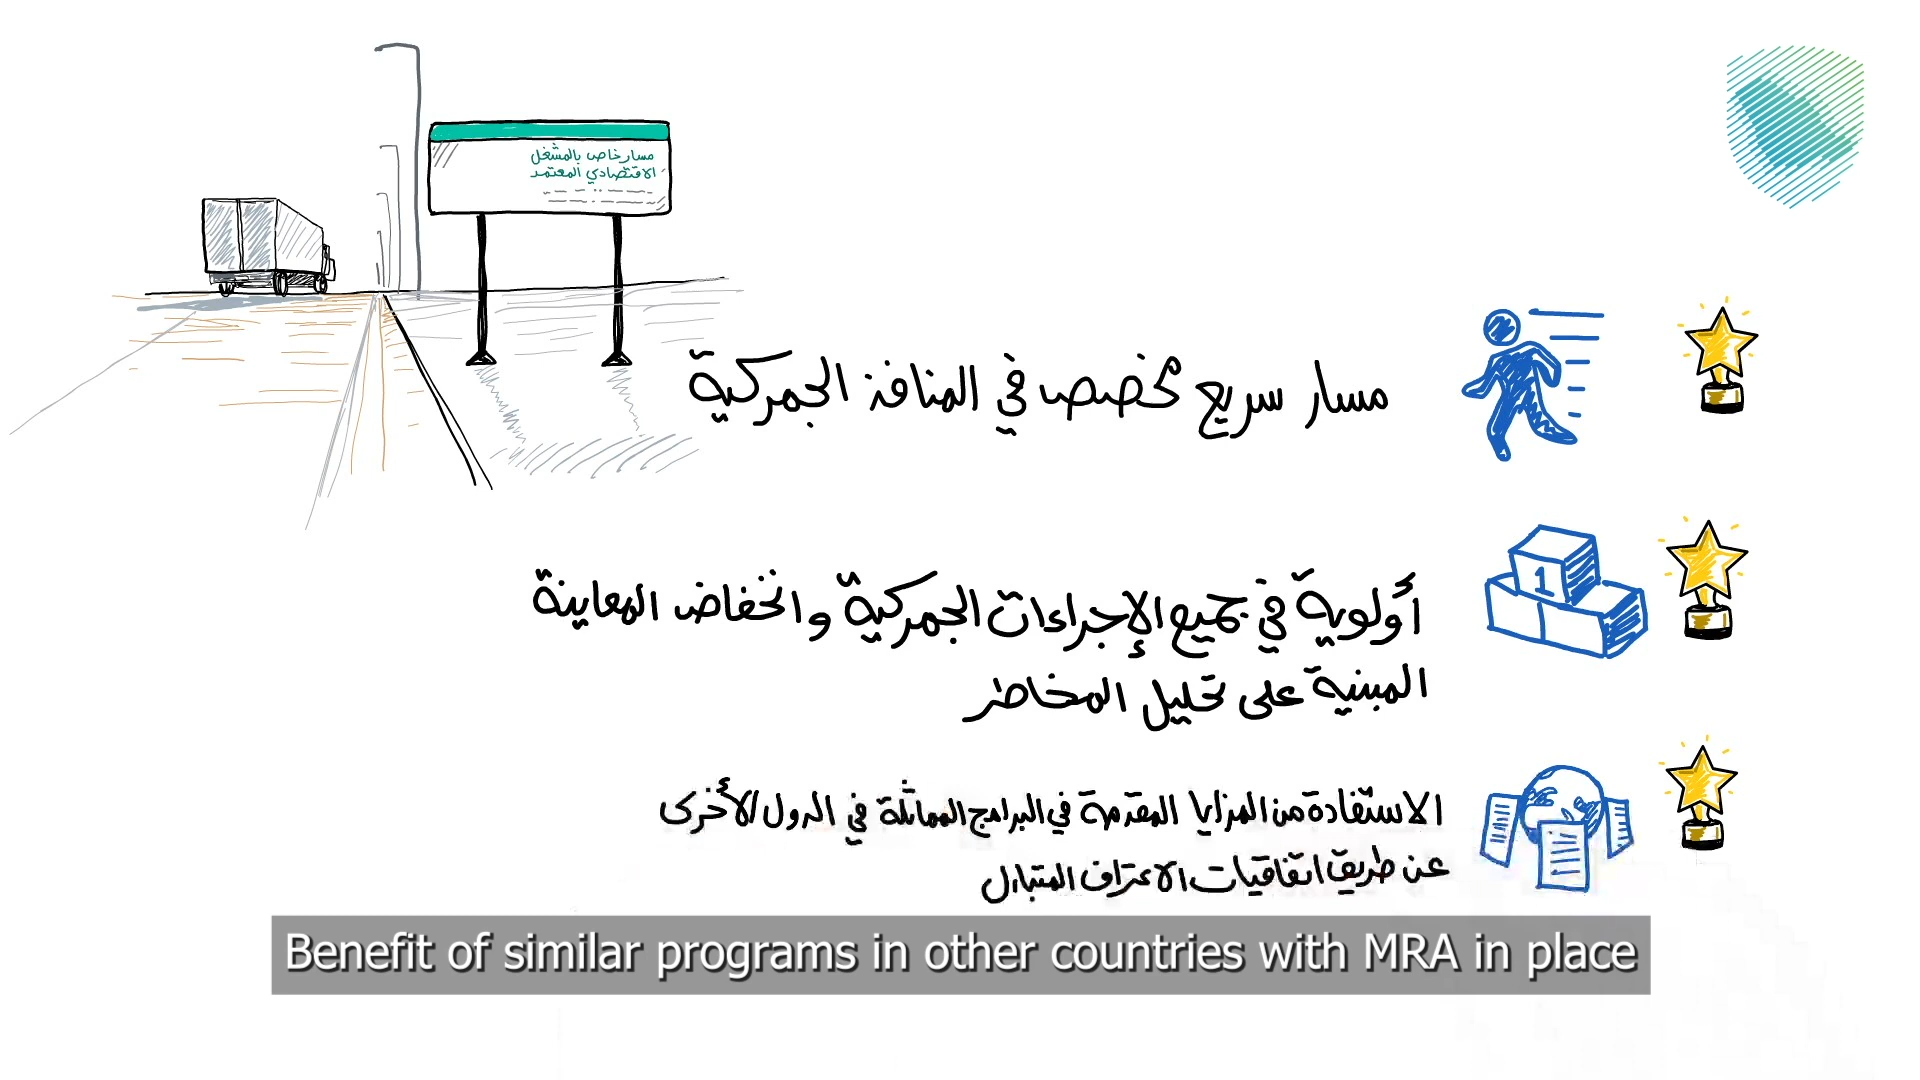 مسار خاص بالمشغل
الاقتصادي المعتمد
مسار سريع مخصص في المنافذ الجمركية
1
أولوية في جميع الإجراءات الجمركية وانخفاض المعاينة
المبنية على تحليل المخاطر
الاستفادة من المزايا المقدمة في البرامج المماثلة في الدول الأخرى
عن طريق اتفاقيات الاعتراف المتبادل
Benefit of similar programs in other countries with MRA in place